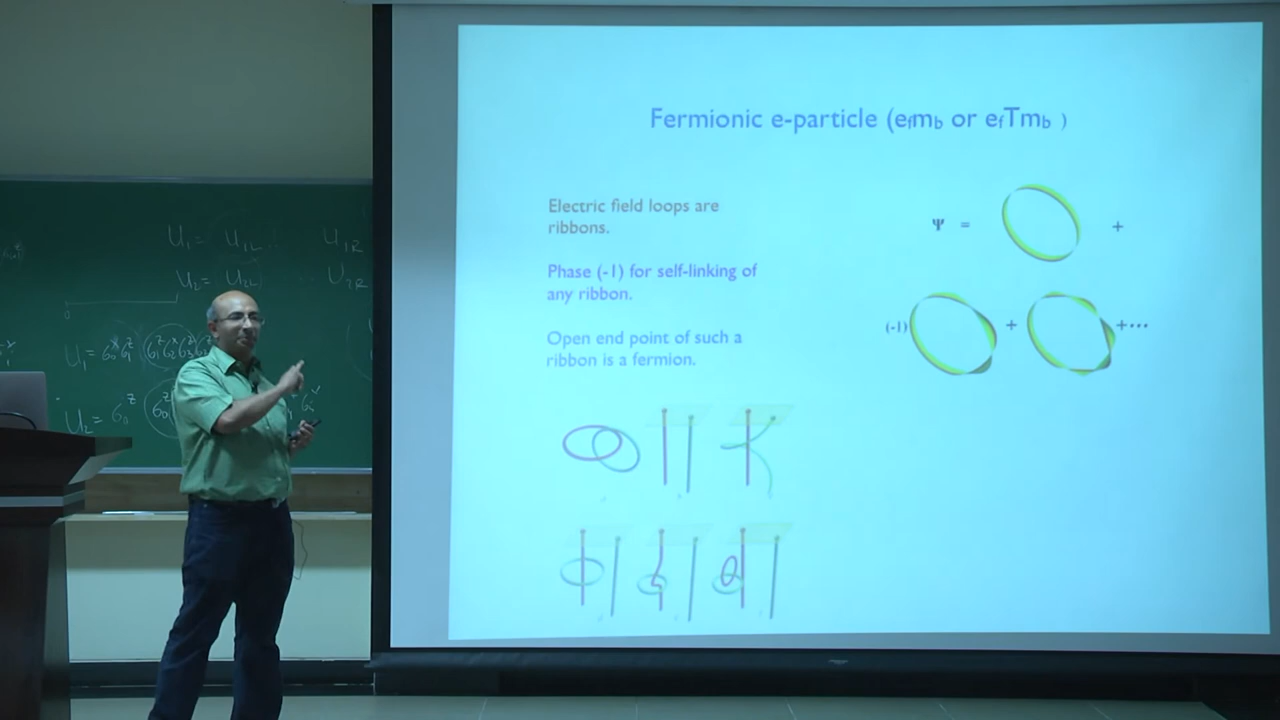 Fermionic e-particle (efmb or efTmb )
Electric field loops are
ribbons.
Phase (-1) for self-linking of
any ribbon.
Open end point of such a
ribbon is a fermion.
Ψ = +
(-1) + +···
U₁ = U₁L U₁R
U₂ = U₂L U₂R
U₁ =
U₂ =